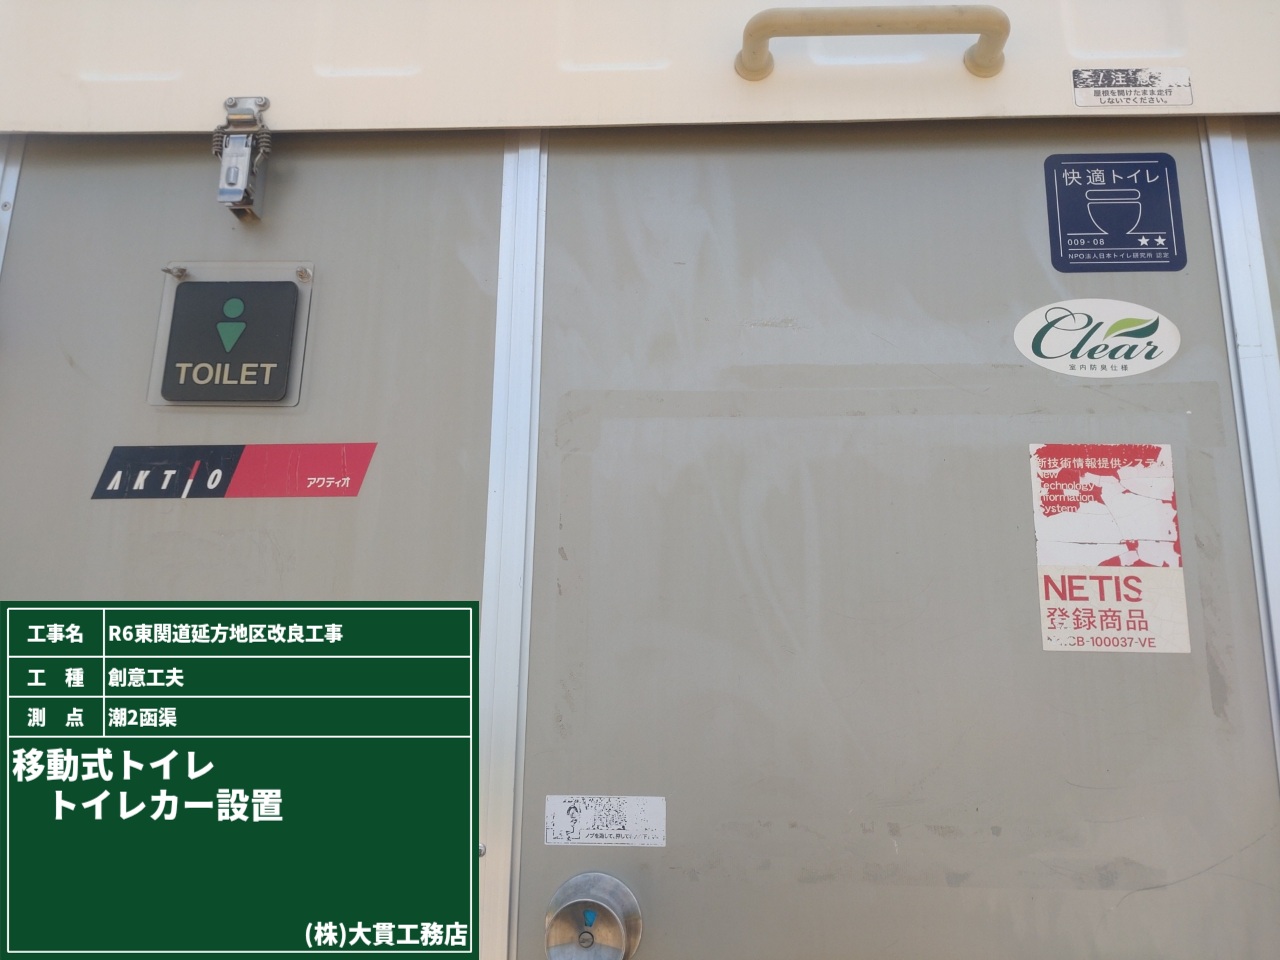 注意
屋根を開けたまま走行
しないでください。
快適トイレ
009-08 ★★
NPO法人日本トイレ研究所 認定
TOILET
Clear
室内防臭仕様
AKTIO アクティオ
新技術情報提供システ
New
Technology
Information
System
NETIS
登録商品
CB-100037-VE
工事名 R6東関道延方地区改良工事
工 種 創意工夫
測 点 潮2函渠
移動式トイレ
トイレカー設置
(株)大貫工務店